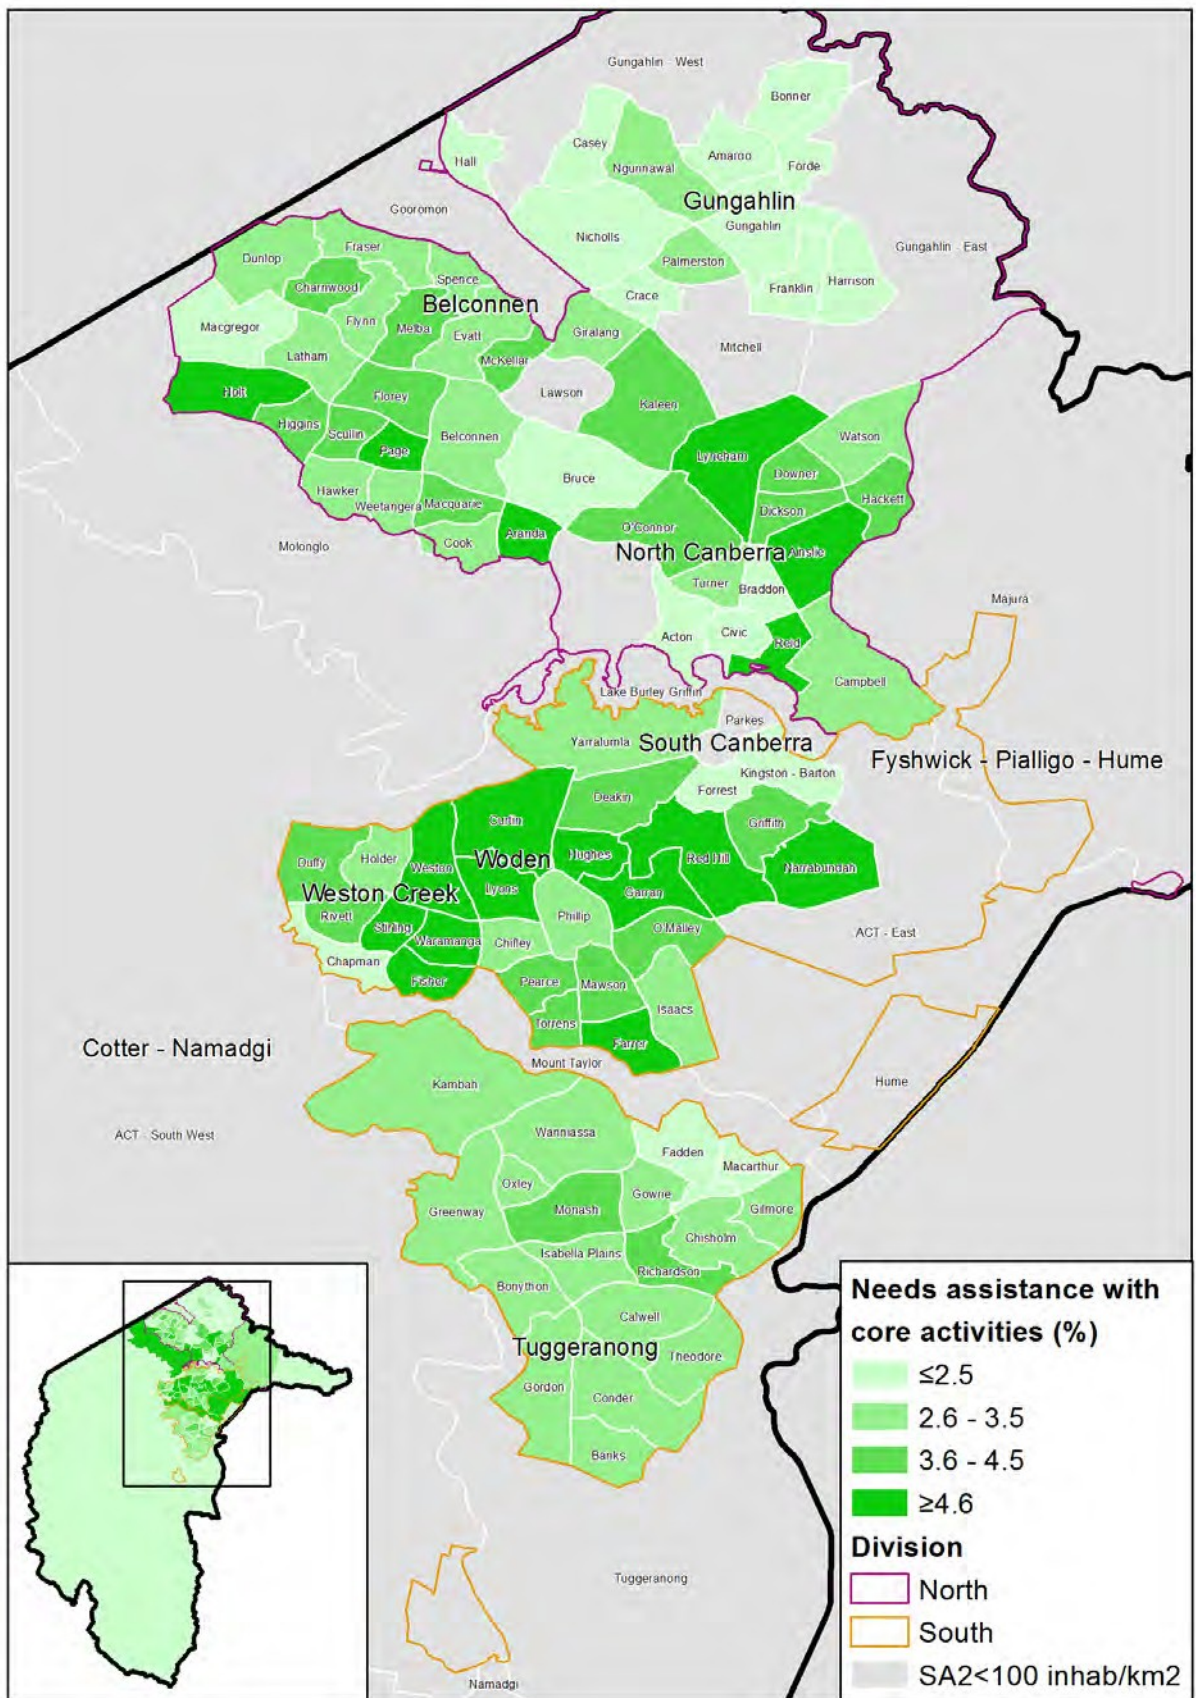 Gungahlin - West
Bonner
Casey
Ngunnawal
Amaroo
Forde
Hall
Gungahlin
Gooromon
Nicholls
Gungahlin
Gungahlin - East
Dunlop
Fraser
Palmerston
Charnwood
Spence
Crace
Franklin
Harrison
Belconnen
Macgregor
Flynn
Melba
Evatt
Giralang
Mitchell
Latham
McKellar
Holt
Florey
Lawson
Kaleen
Higgins
Scullin
Page
Belconnen
Lyneham
Watson
Bruce
Downer
Hawker
Weetangera
Macquarie
Dickson
Hackett
Molonglo
Cook
Aranda
O'Connor
North Canberra
Ainslie
Turner
Braddon
Majura
Acton
Civic
Reid
Campbell
Lake Burley Griffin
Parkes
Yarralumla
South Canberra
Fyshwick - Pialligo - Hume
Kingston - Barton
Forrest
Deakin
Curtin
Griffith
Duffy
Holder
Weston
Woden
Hughes
Red Hill
Narrabundah
Weston Creek
Lyons
Garran
Rivett
Stirling
Phillip
O'Malley
ACT - East
Waramanga
Chifley
Chapman
Fisher
Pearce
Mawson
Isaacs
Torrens
Farrer
Cotter - Namadgi
Mount Taylor
Kambah
Hume
ACT - South West
Wanniassa
Fadden
Macarthur
Oxley
Gowrie
Greenway
Monash
Gilmore
Chisholm
Isabella Plains
Richardson
Bonython
Calwell
Tuggeranong
Theodore
Gordon
Conder
Banks
Tuggeranong
Namadgi
Needs assistance with
core activities (%)
≤2.5
2.6 - 3.5
3.6 - 4.5
≥4.6
Division
North
South
SA2<100 inhab/km2